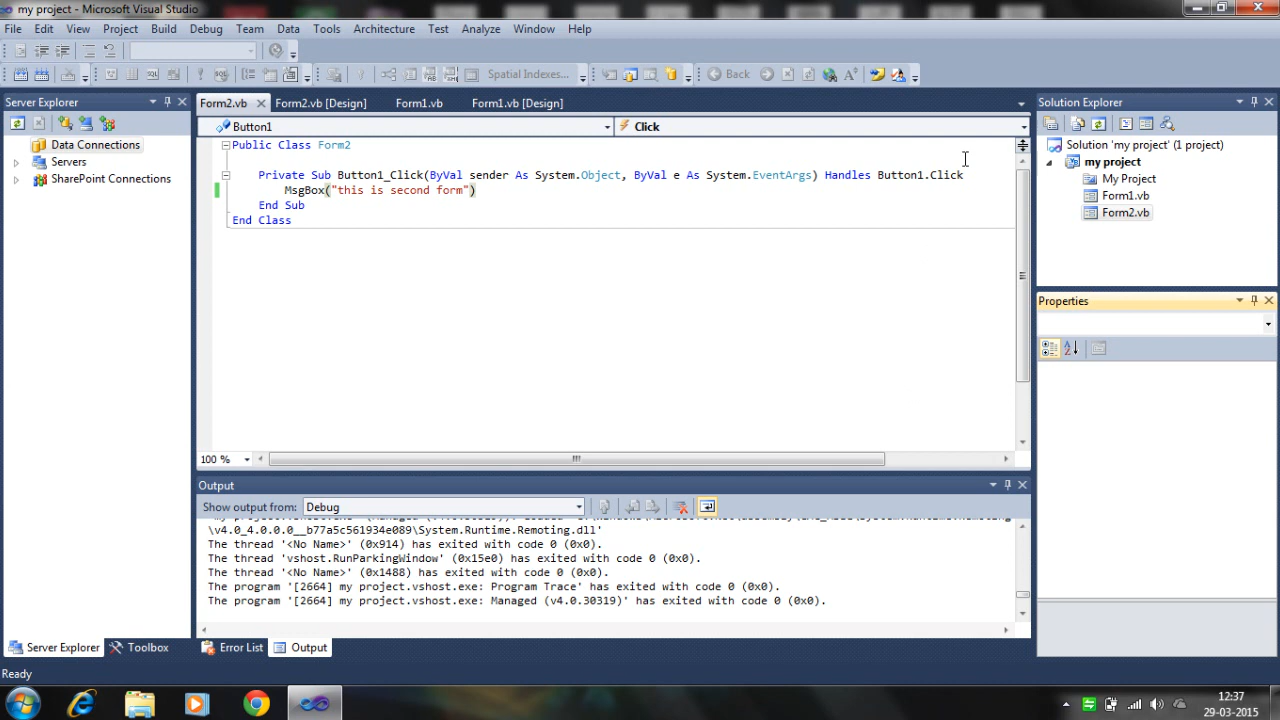 my project - Microsoft Visual Studio
File Edit View Project Build Debug Team Data Tools Architecture Test Analyze Window Help
Spatial Indexes... Back
Server Explorer
Data Connections
Servers
SharePoint Connections
Form2.vb Form2.vb [Design] Form1.vb Form1.vb [Design]
Button1 Click
Public Class Form2
Private Sub Button1_Click(ByVal sender As System.Object, ByVal e As System.EventArgs) Handles Button1.Click
MsgBox("this is second form")
End Sub
End Class
100 %
Solution Explorer
Solution 'my project' (1 project)
my project
My Project
Form1.vb
Form2.vb
Properties
Output
Show output from: Debug
\v4.0_4.0.0.0__b77a5c561934e089\System.Runtime.Remoting.dll'
The thread '<No Name>' (0x914) has exited with code 0 (0x0).
The thread 'vshost.RunParkingWindow' (0x15e0) has exited with code 0 (0x0).
The thread '<No Name>' (0x1488) has exited with code 0 (0x0).
The program '[2664] my project.vshost.exe: Program Trace' has exited with code 0 (0x0).
The program '[2664] my project.vshost.exe: Managed (v4.0.30319)' has exited with code 0 (0x0).
Server Explorer Toolbox Error List Output
Ready
12:37
29-03-2015